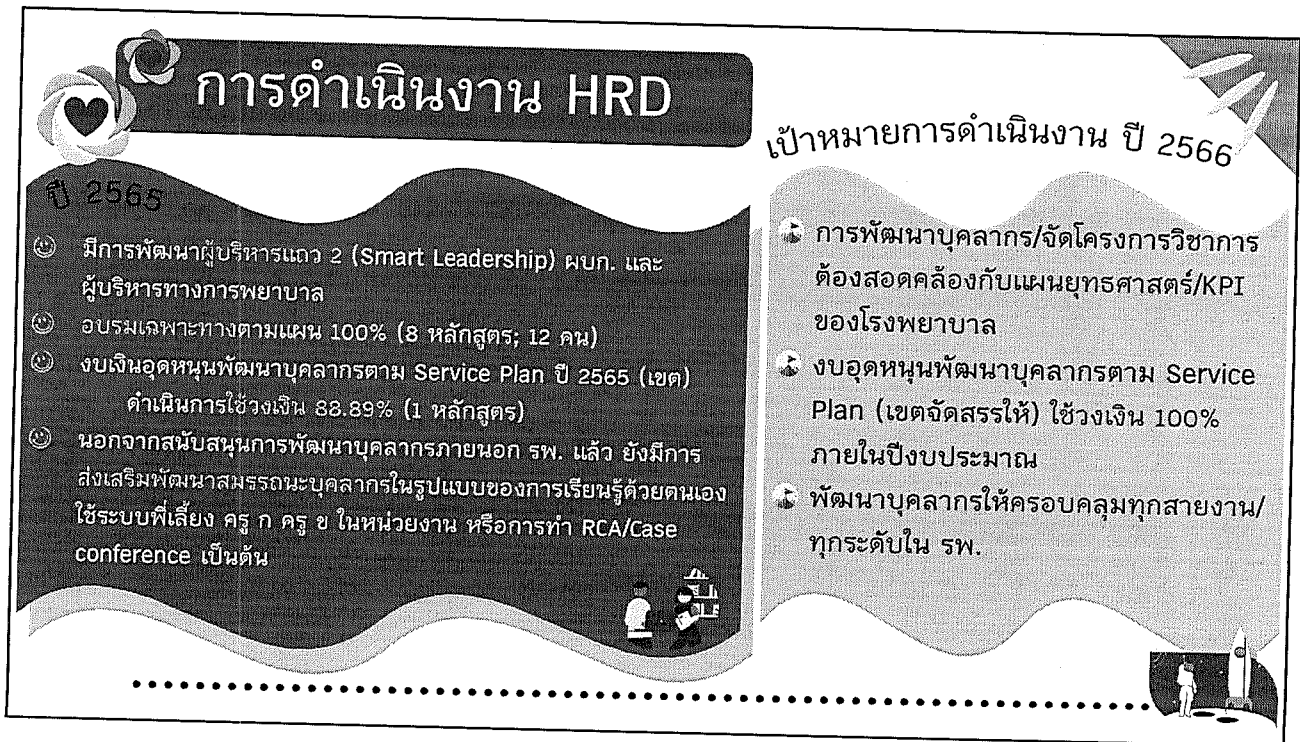 การดำเนินงาน HRD
ปี 2565
มีการพัฒนาผู้บริหารแถว 2 (Smart Leadership) ผบก. และ
ผู้บริหารทางการพยาบาล
อบรมเฉพาะทางตามแผน 100% (8 หลักสูตร; 12 คน)
งบเงินอุดหนุนพัฒนาบุคลากรตาม Service Plan ปี 2565 (เขต)
ดำเนินการใช้วงเงิน 88.89% (1 หลักสูตร)
นอกจากสนับสนุนการพัฒนาบุคลากรภายนอก รพ. แล้ว ยังมีการ
ส่งเสริมพัฒนาสมรรถนะบุคลากรในรูปแบบของการเรียนรู้ด้วยตนเอง
ใช้ระบบพี่เลี้ยง ครู ก ครู ข ในหน่วยงาน หรือการทำ RCA/Case
conference เป็นต้น
เป้าหมายการดำเนินงาน ปี 2566
การพัฒนาบุคลากร/จัดโครงการวิชาการ
ต้องสอดคล้องกับแผนยุทธศาสตร์/KPI
ของโรงพยาบาล
งบอุดหนุนพัฒนาบุคลากรตาม Service
Plan (เขตจัดสรรให้) ใช้วงเงิน 100%
ภายในปีงบประมาณ
พัฒนาบุคลากรให้ครอบคลุมทุกสายงาน/
ทุกระดับใน รพ.